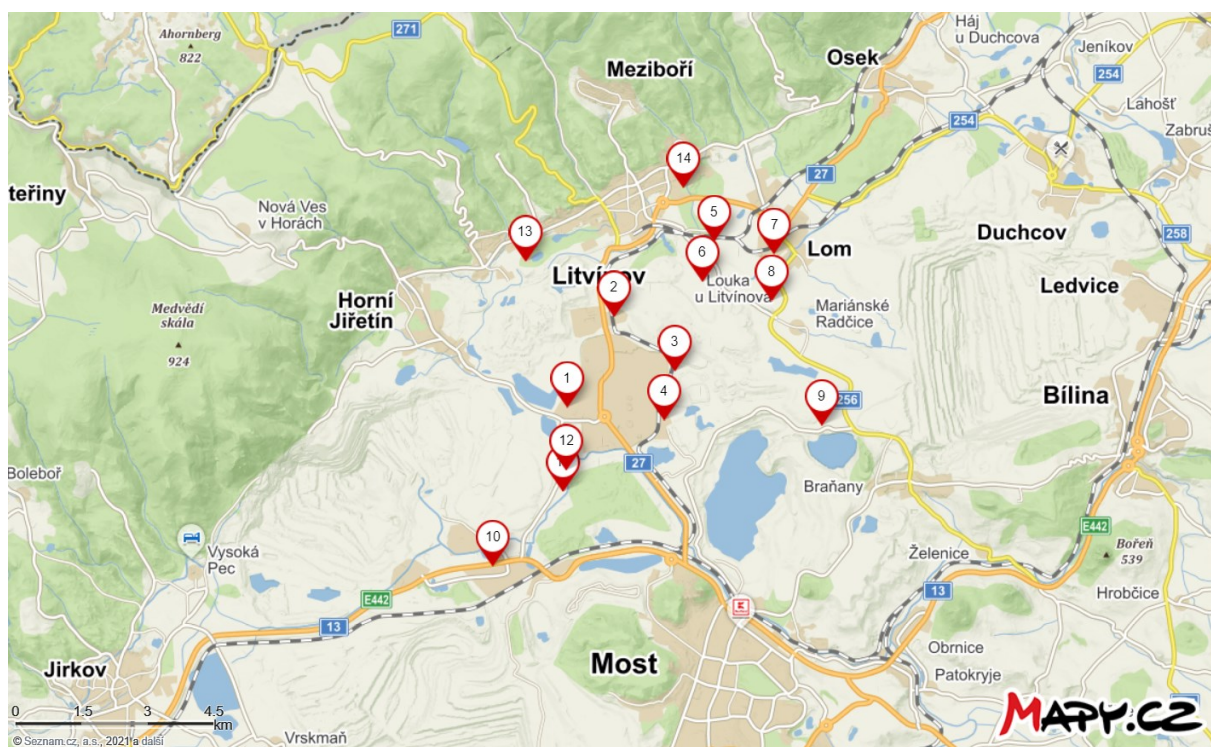 Ahornberg
822
271
Háj
u Duchcova
Jeníkov
Osek
Meziboří
254
Lahošť
Zabruš
254
14
27
teřiny
Nová Ves
v Horách
5
7
13
6
Duchcov
258
Lom
Litvínov
8
Louka
u Litvínova
Ledvice
Horní
Jiřetín
2
Mariánské
Radčice
Medvědí
skála
924
3
1
4
9
256
Bílina
12
27
Boleboř
Braňany
10
E442
Vysoká
Pec
Bořeň
539
Želenice
13
Hrobčice
E442
13
Obrnice
Most
Jirkov
Patokryje
0 1.5 3 4.5
km
Vrskmaň
MAPY.CZ
© Seznam.cz, a.s., 2021 a další